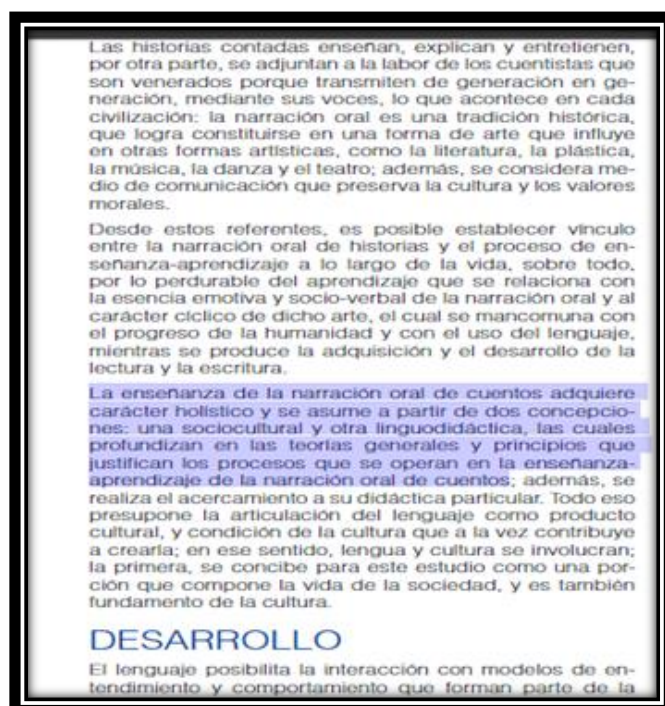 Las historias contadas enseñan, explican y entretienen,
por otra parte, se adjuntan a la labor de los cuentistas que
son venerados porque transmiten de generación en ge-
neración, mediante sus voces, lo que acontece en cada
civilización: la narración oral es una tradición histórica,
que logra constituirse en una forma de arte que influye
en otras formas artísticas, como la literatura, la plástica,
la música, la danza y el teatro; además, se considera me-
dio de comunicación que preserva la cultura y los valores
morales.
Desde estos referentes, es posible establecer vínculo
entre la narración oral de historias y el proceso de en-
señanza-aprendizaje a lo largo de la vida, sobre todo,
por lo perdurable del aprendizaje que se relaciona con
la esencia emotiva y socio-verbal de la narración oral y al
carácter cíclico de dicho arte, el cual se mancomuna con
el progreso de la humanidad y con el uso del lenguaje,
mientras se produce la adquisición y el desarrollo de la
lectura y la escritura.
La enseñanza de la narración oral de cuentos adquiere
carácter holístico y se asume a partir de dos concepcio-
nes: una sociocultural y otra linguodidáctica, las cuales
profundizan en las teorías generales y principios que
justifican los procesos que se operan en la enseñanza-
aprendizaje de la narración oral de cuentos; además, se
realiza el acercamiento a su didáctica particular. Todo eso
presupone la articulación del lenguaje como producto
cultural, y condición de la cultura que a la vez contribuye
a crearla; en ese sentido, lengua y cultura se involucran;
la primera, se concibe para este estudio como una por-
ción que compone la vida de la sociedad, y es también
fundamento de la cultura.
DESARROLLO
El lenguaje posibilita la interacción con modelos de en-
tendimiento y comportamiento que forman parte de la